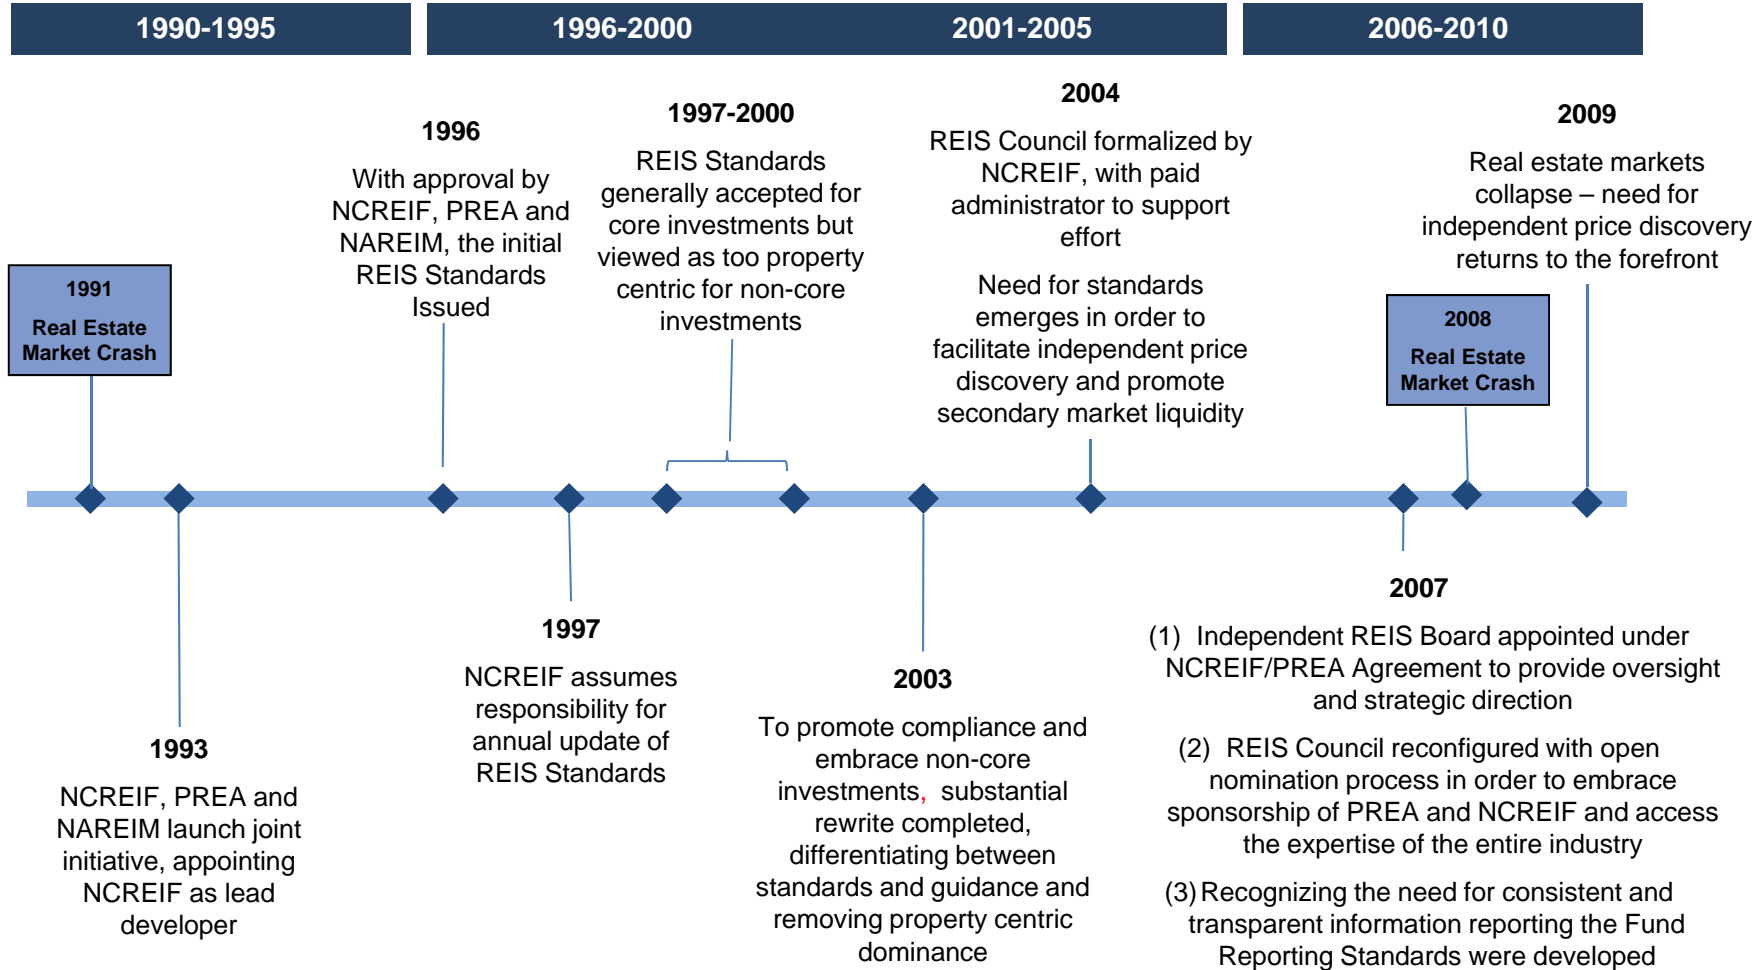 1990-1995
1996-2000
2001-2005
2006-2010
1991
Real Estate
Market Crash
1993
NCREIF, PREA and
NAREIM launch joint
initiative, appointing
NCREIF as lead
developer
1996
With approval by
NCREIF, PREA and
NAREIM, the initial
REIS Standards
Issued
1997
NCREIF assumes
responsibility for
annual update of
REIS Standards
1997-2000
REIS Standards
generally accepted for
core investments but
viewed as too property
centric for non-core
investments
2003
To promote compliance and
embrace non-core
investments, substantial
rewrite completed,
differentiating between
standards and guidance and
removing property centric
dominance
2004
REIS Council formalized by
NCREIF, with paid
administrator to support
effort
Need for standards
emerges in order to
facilitate independent price
discovery and promote
secondary market liquidity
2007
(1) Independent REIS Board appointed under
NCREIF/PREA Agreement to provide oversight
and strategic direction
(2) REIS Council reconfigured with open
nomination process in order to embrace
sponsorship of PREA and NCREIF and access
the expertise of the entire industry
(3) Recognizing the need for consistent and
transparent information reporting the Fund
Reporting Standards were developed
2008
Real Estate
Market Crash
2009
Real estate markets
collapse – need for
independent price discovery
returns to the forefront